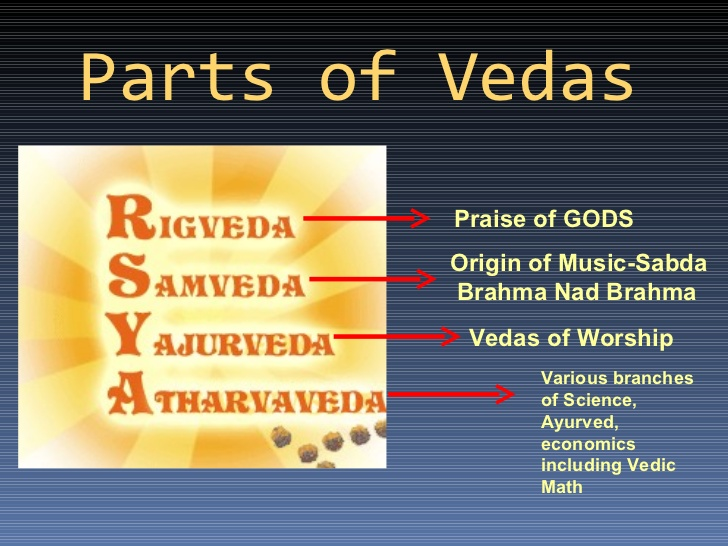 Parts of Vedas
RIGVEDA
Praise of GODS
SAMVEDA
Origin of Music-Sabda
Brahma Nad Brahma
YAJURVEDA
Vedas of Worship
ATHARVAVEDA
Various branches
of Science,
Ayurved,
economics
including Vedic
Math